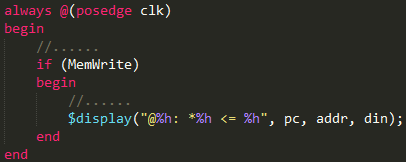 always @(posedge clk)
begin
    //......
    if (MemWrite)
    begin
        //......
        $display("@%h: *%h <= %h", pc, addr, din);
    end
end